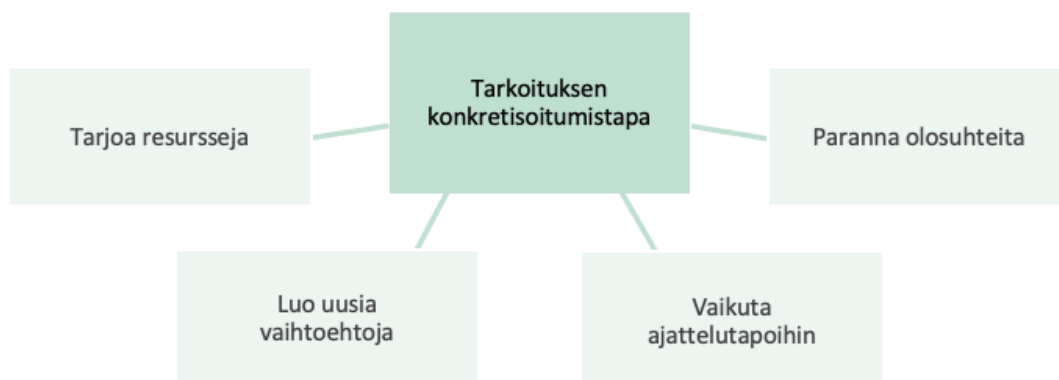 Tarkoituksen
konkretisoitumistapa
Tarjoa resursseja
Paranna olosuhteita
Luo uusia
vaihtoehtoja
Vaikuta
ajattelutapoihin